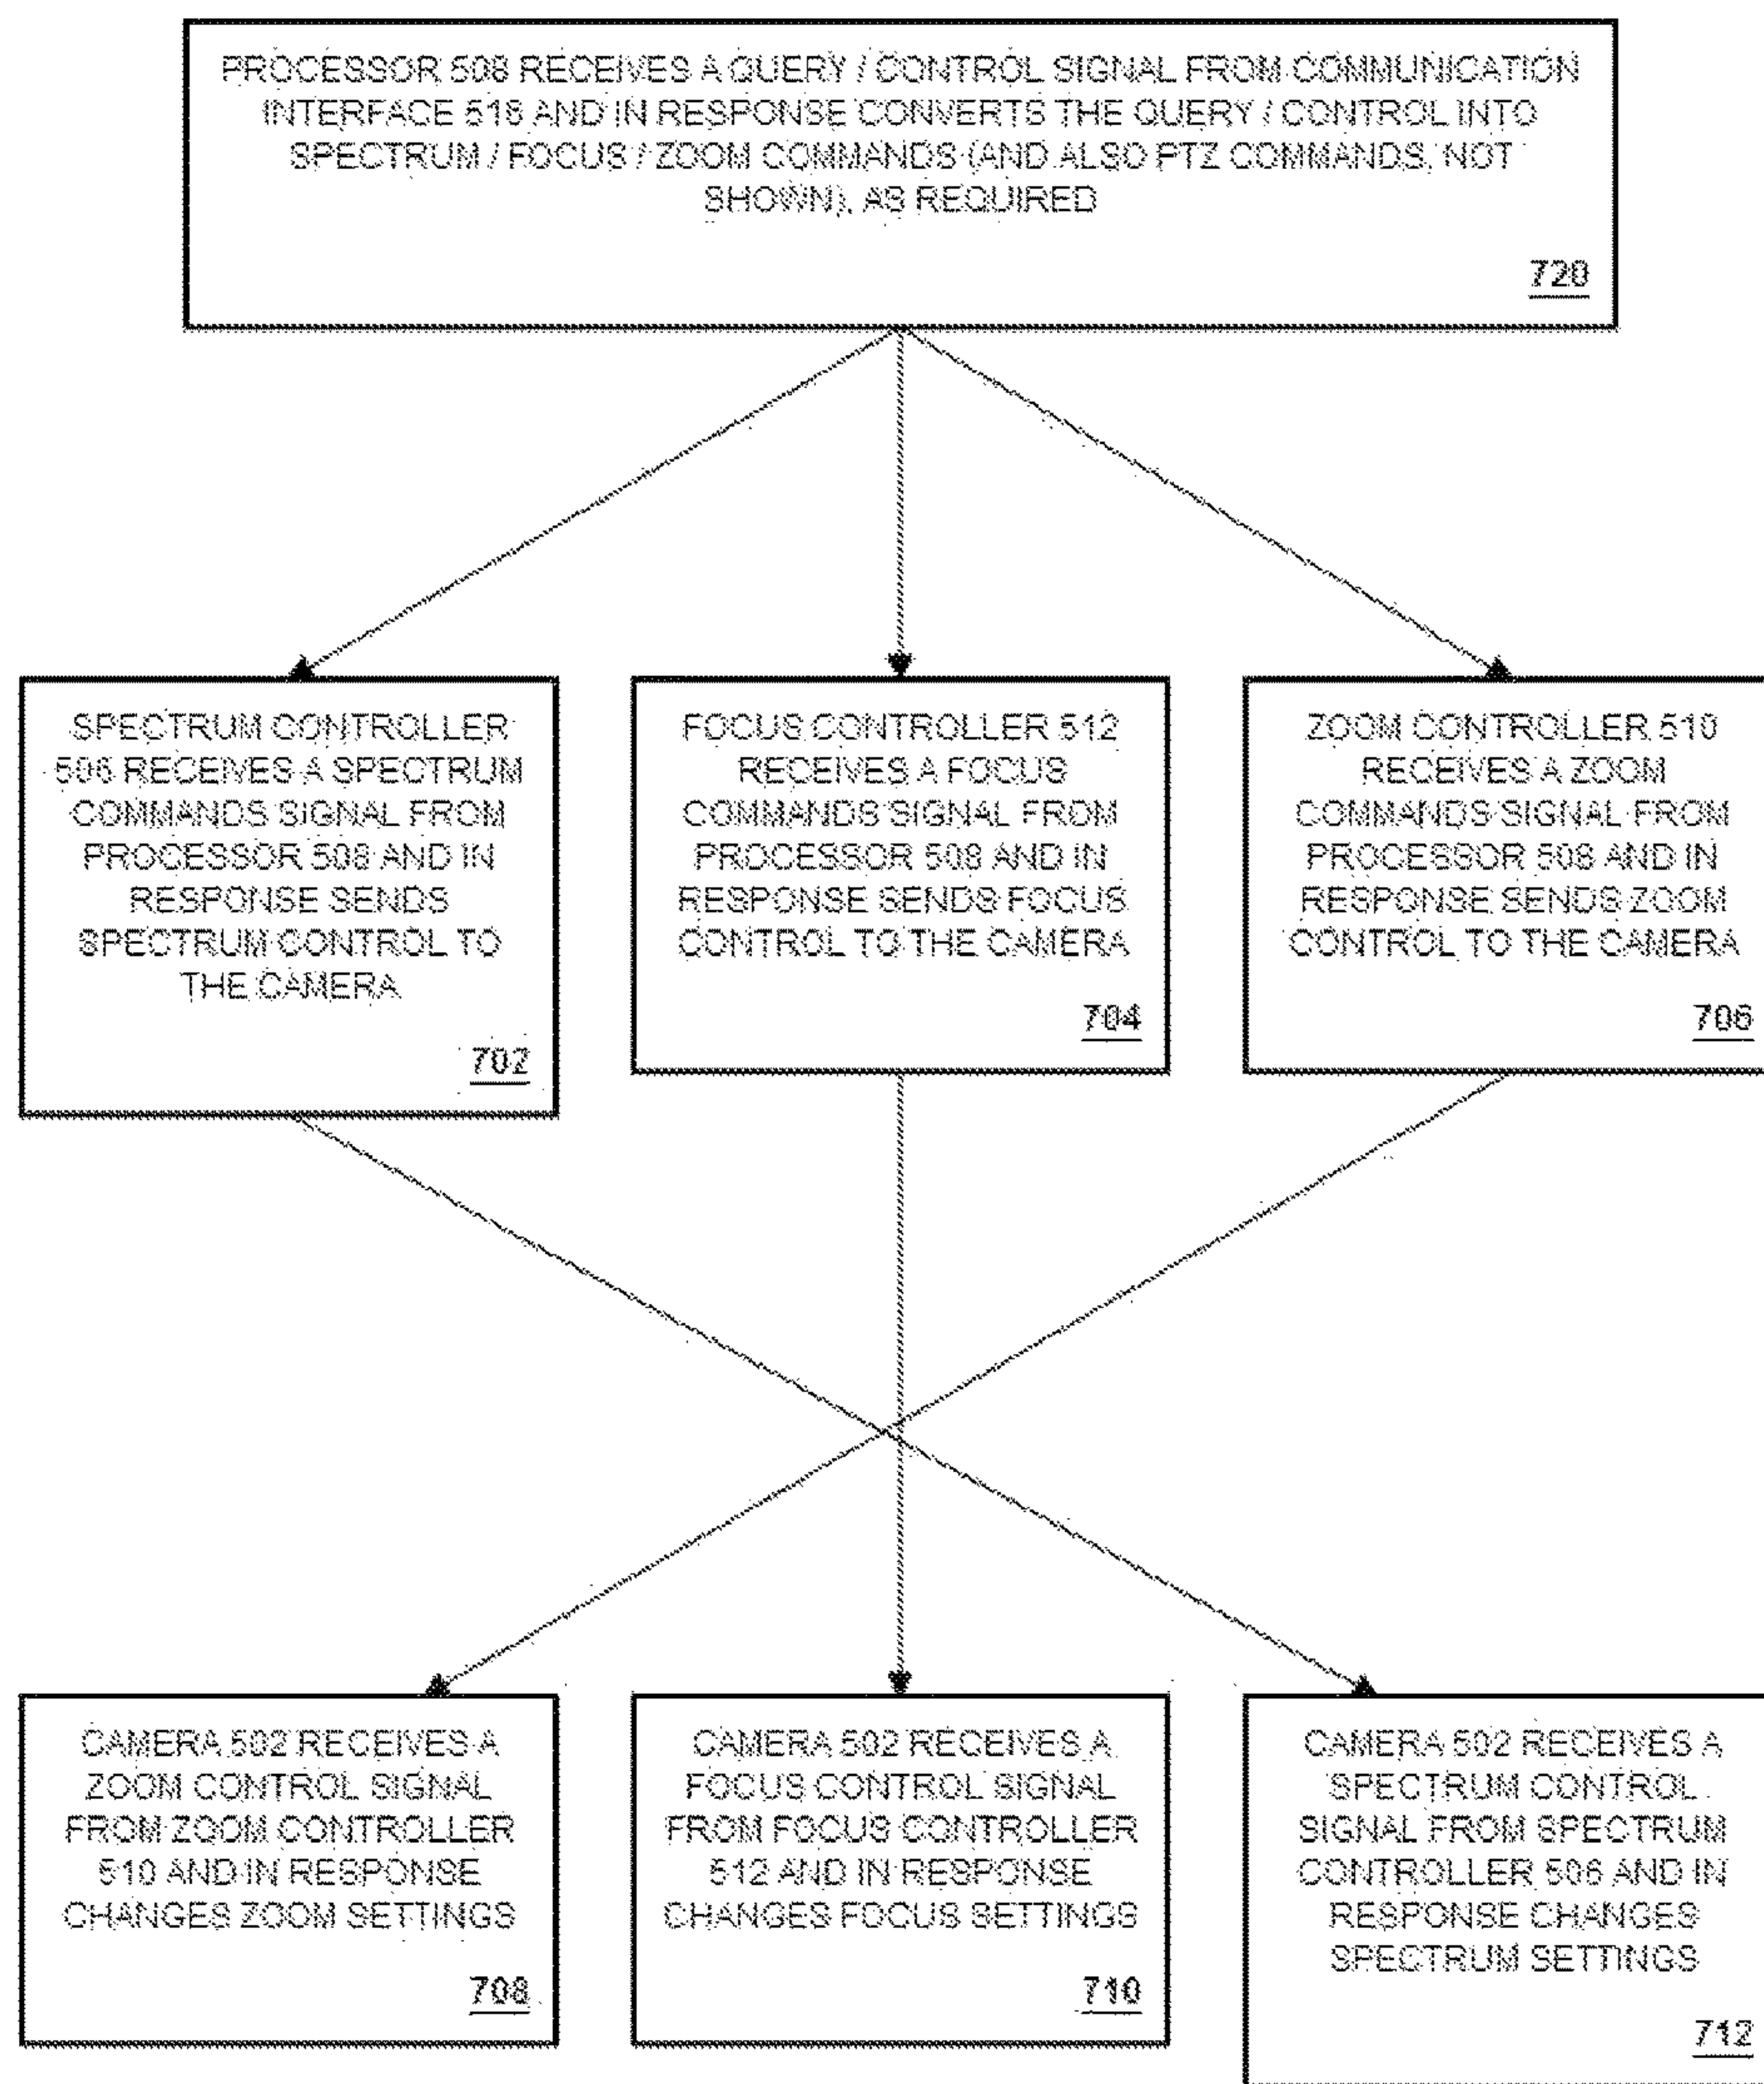 PROCESSOR 508 RECEIVES A QUERY / CONTROL SIGNAL FROM COMMUNICATION
INTERFACE 518 AND IN RESPONSE CONVERTS THE QUERY / CONTROL INTO
SPECTRUM / FOCUS / ZOOM COMMANDS (AND ALSO PTZ COMMANDS, NOT
SHOWN), AS REQUIRED
720
SPECTRUM CONTROLLER
506 RECEIVES A SPECTRUM
COMMANDS SIGNAL FROM
PROCESSOR 508 AND IN
RESPONSE SENDS
SPECTRUM CONTROL TO
THE CAMERA
702
FOCUS CONTROLLER 512
RECEIVES A FOCUS
COMMANDS SIGNAL FROM
PROCESSOR 508 AND IN
RESPONSE SENDS FOCUS
CONTROL TO THE CAMERA
704
ZOOM CONTROLLER 510
RECEIVES A ZOOM
COMMANDS SIGNAL FROM
PROCESSOR 508 AND IN
RESPONSE SENDS ZOOM
CONTROL TO THE CAMERA
706
CAMERA 502 RECEIVES A
ZOOM CONTROL SIGNAL
FROM ZOOM CONTROLLER
510 AND IN RESPONSE
CHANGES ZOOM SETTINGS
708
CAMERA 502 RECEIVES A
FOCUS CONTROL SIGNAL
FROM FOCUS CONTROLLER
512 AND IN RESPONSE
CHANGES FOCUS SETTINGS
710
CAMERA 502 RECEIVES A
SPECTRUM CONTROL
SIGNAL FROM SPECTRUM
CONTROLLER 506 AND IN
RESPONSE CHANGES
SPECTRUM SETTINGS
712